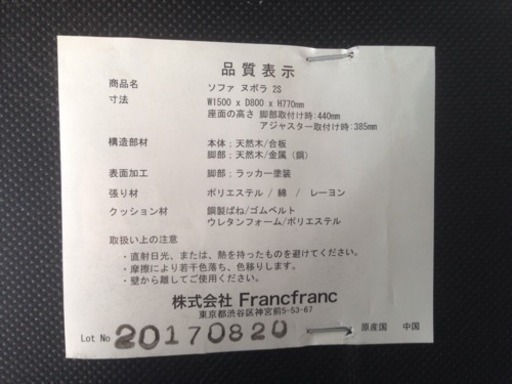 品質表示
商品名 ソファ ヌボラ 2S
寸法 W1500 x D800 x H770mm
座面の高さ 脚部取付け時:440mm
アジャスター取付け時:385mm
構造部材 本体;天然木/合板
脚部;天然木/金属(鋼)
表面加工 脚部;ラッカー塗装
張り材 ポリエステル / 綿 / レーヨン
クッション材 鋼製ばね/ゴムベルト
ウレタンフォーム/ポリエステル
取扱い上の注意
・直射日光、または、熱を持ったものを避けてください。
・摩擦により若干色落ち、色移りします。
・壁から離してご使用ください。
株式会社 Francfranc
東京都渋谷区神宮前5-53-67
Lot No 20170820 原産国 中国